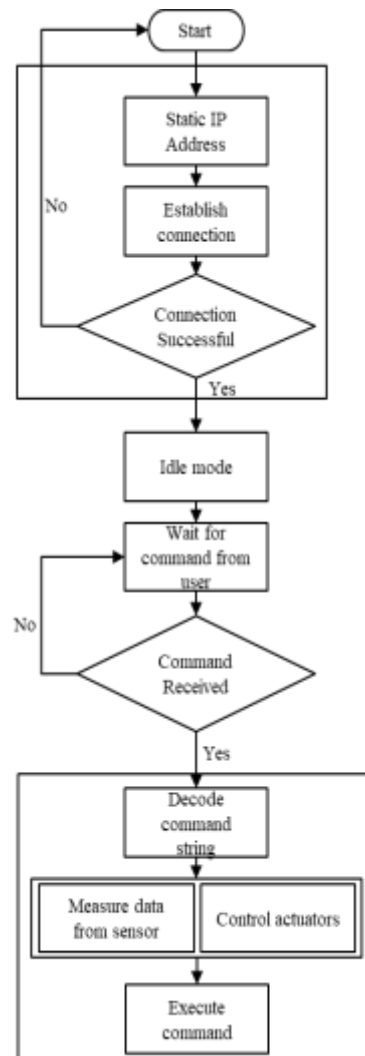 Start
Static IP
Address
No
Establish
connection
Connection
Successful
Yes
Idle mode
Wait for
command from
user
No
Command
Received
Yes
Decode
command
string
Measure data
from sensor
Control actuators
Execute
command